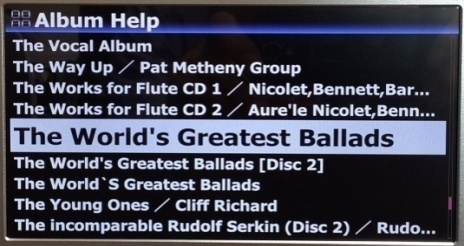 Album Help
The Vocal Album
The Way Up ／ Pat Metheny Group
The Works for Flute CD 1 ／ Nicolet,Bennett,Bar...
The Works for Flute CD 2 ／ Aure'le Nicolet,Benn...
The World's Greatest Ballads
The World's Greatest Ballads [Disc 2]
The World`S Greatest Ballads
The Young Ones ／ Cliff Richard
The incomparable Rudolf Serkin (Disc 2) ／ Rudo...